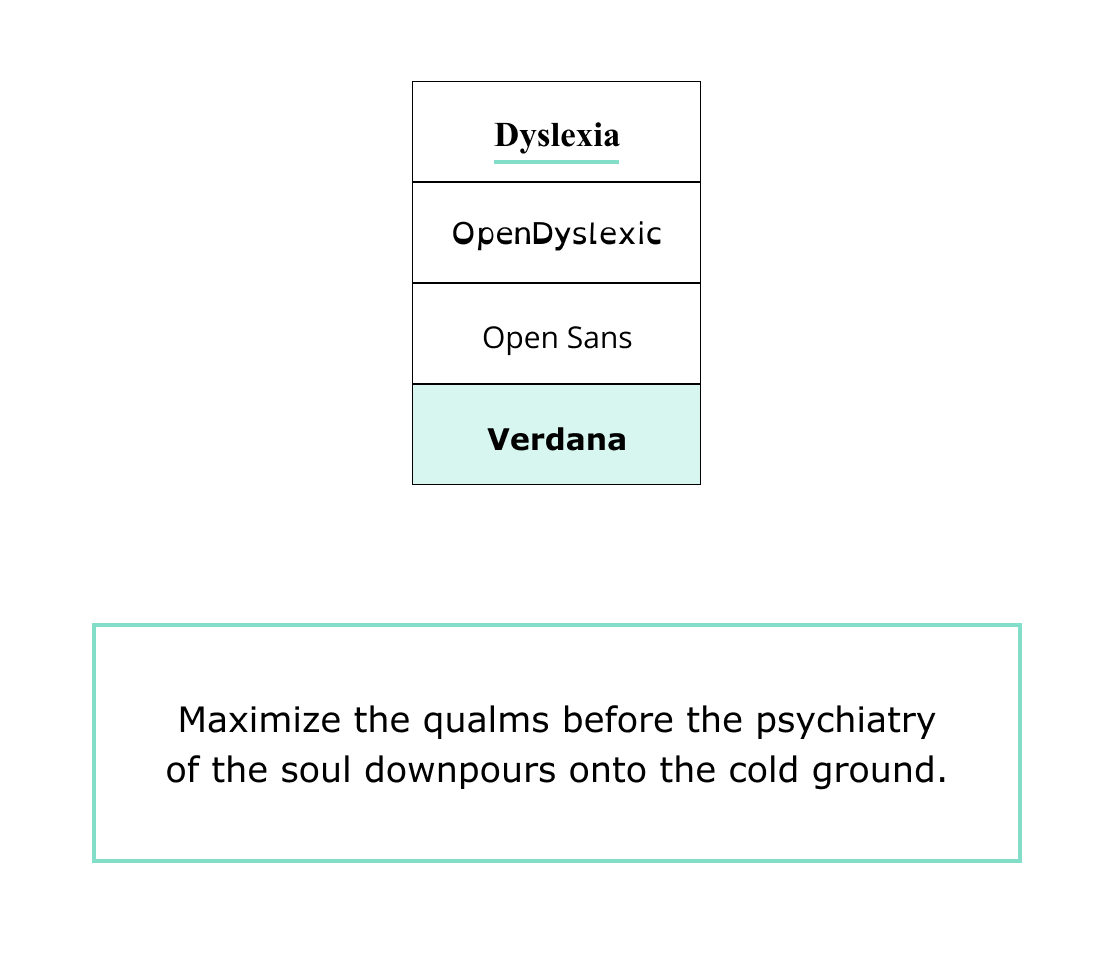 Dyslexia
OpenDyslexic
Open Sans
Verdana
Maximize the qualms before the psychiatry
of the soul downpours onto the cold ground.